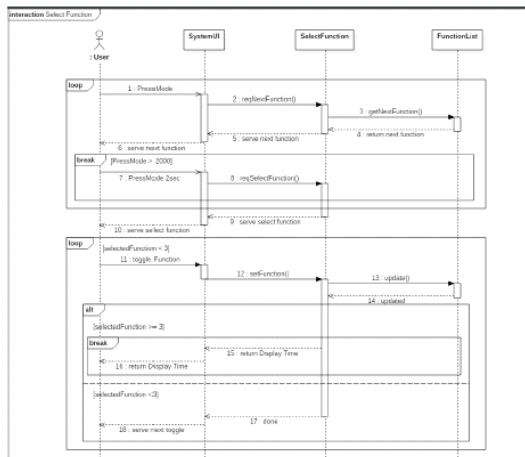 interaction Select Function
SystemUI
SelectFunction
FunctionList
: User
loop
1 : PressMode
2 : reqNextFunction()
3 : getNextFunction()
4 : return next function
5 : serve next function
6 : serve next function
break
[PressMode > 2000]
7 : PressMode 2sec
8 : reqSelectFunction()
9 : serve select function
10 : serve select function
loop
[selectedFunction < 3]
11 : toggle Function
12 : setFunction()
13 : update()
14 : updated
alt
[selectedFunction >= 3]
break
15 : return Display Time
16 : return Display Time
[selectedFunction <3]
17 : done
18 : serve next toggle